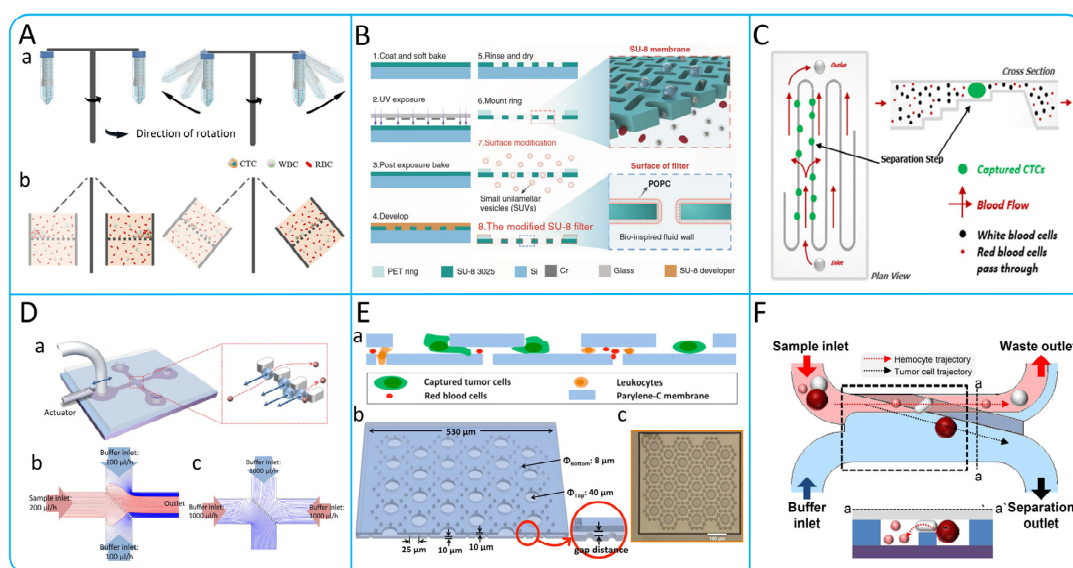 A
a
Direction of rotation
CTC WBC RBC
b
B
1.Coat and soft bake
2.UV exposure
3.Post exposure bake
4.Develop
5.Rinse and dry
6.Mount ring
7.Surface modification
Small unilamellar
vesicles (SUVs)
8.The modified SU-8 filter
SU-8 membrane
Surface of filter
POPC
Bio-inspired fluid wall
PET ring SU-8 3025 Si Cr Glass SU-8 developer
C
Outlet
Inlet
Plan View
Cross Section
Separation Step
Captured CTCs
Blood Flow
White blood cells
Red blood cells
pass through
D
a
Actuator
b
Buffer inlet:
100 μl/h
Sample inlet:
200 μl/h
Outlet
Buffer inlet:
100 μl/h
c
Buffer inlet:
1000 μl/h
Buffer inlet:
1000 μl/h
Buffer inlet:
1000 μl/h
E
a
Captured tumor cells
Leukocytes
Red blood cells
Parylene-C membrane
b
530 μm
ΦBottom: 8 μm
ΦTop: 40 μm
25 μm
10 μm
10 μm
gap distance
c
100 μm
F
Sample inlet
Waste outlet
Hemocyte trajectory
Tumor cell trajectory
a
a
Buffer inlet
Separation outlet
a
a`